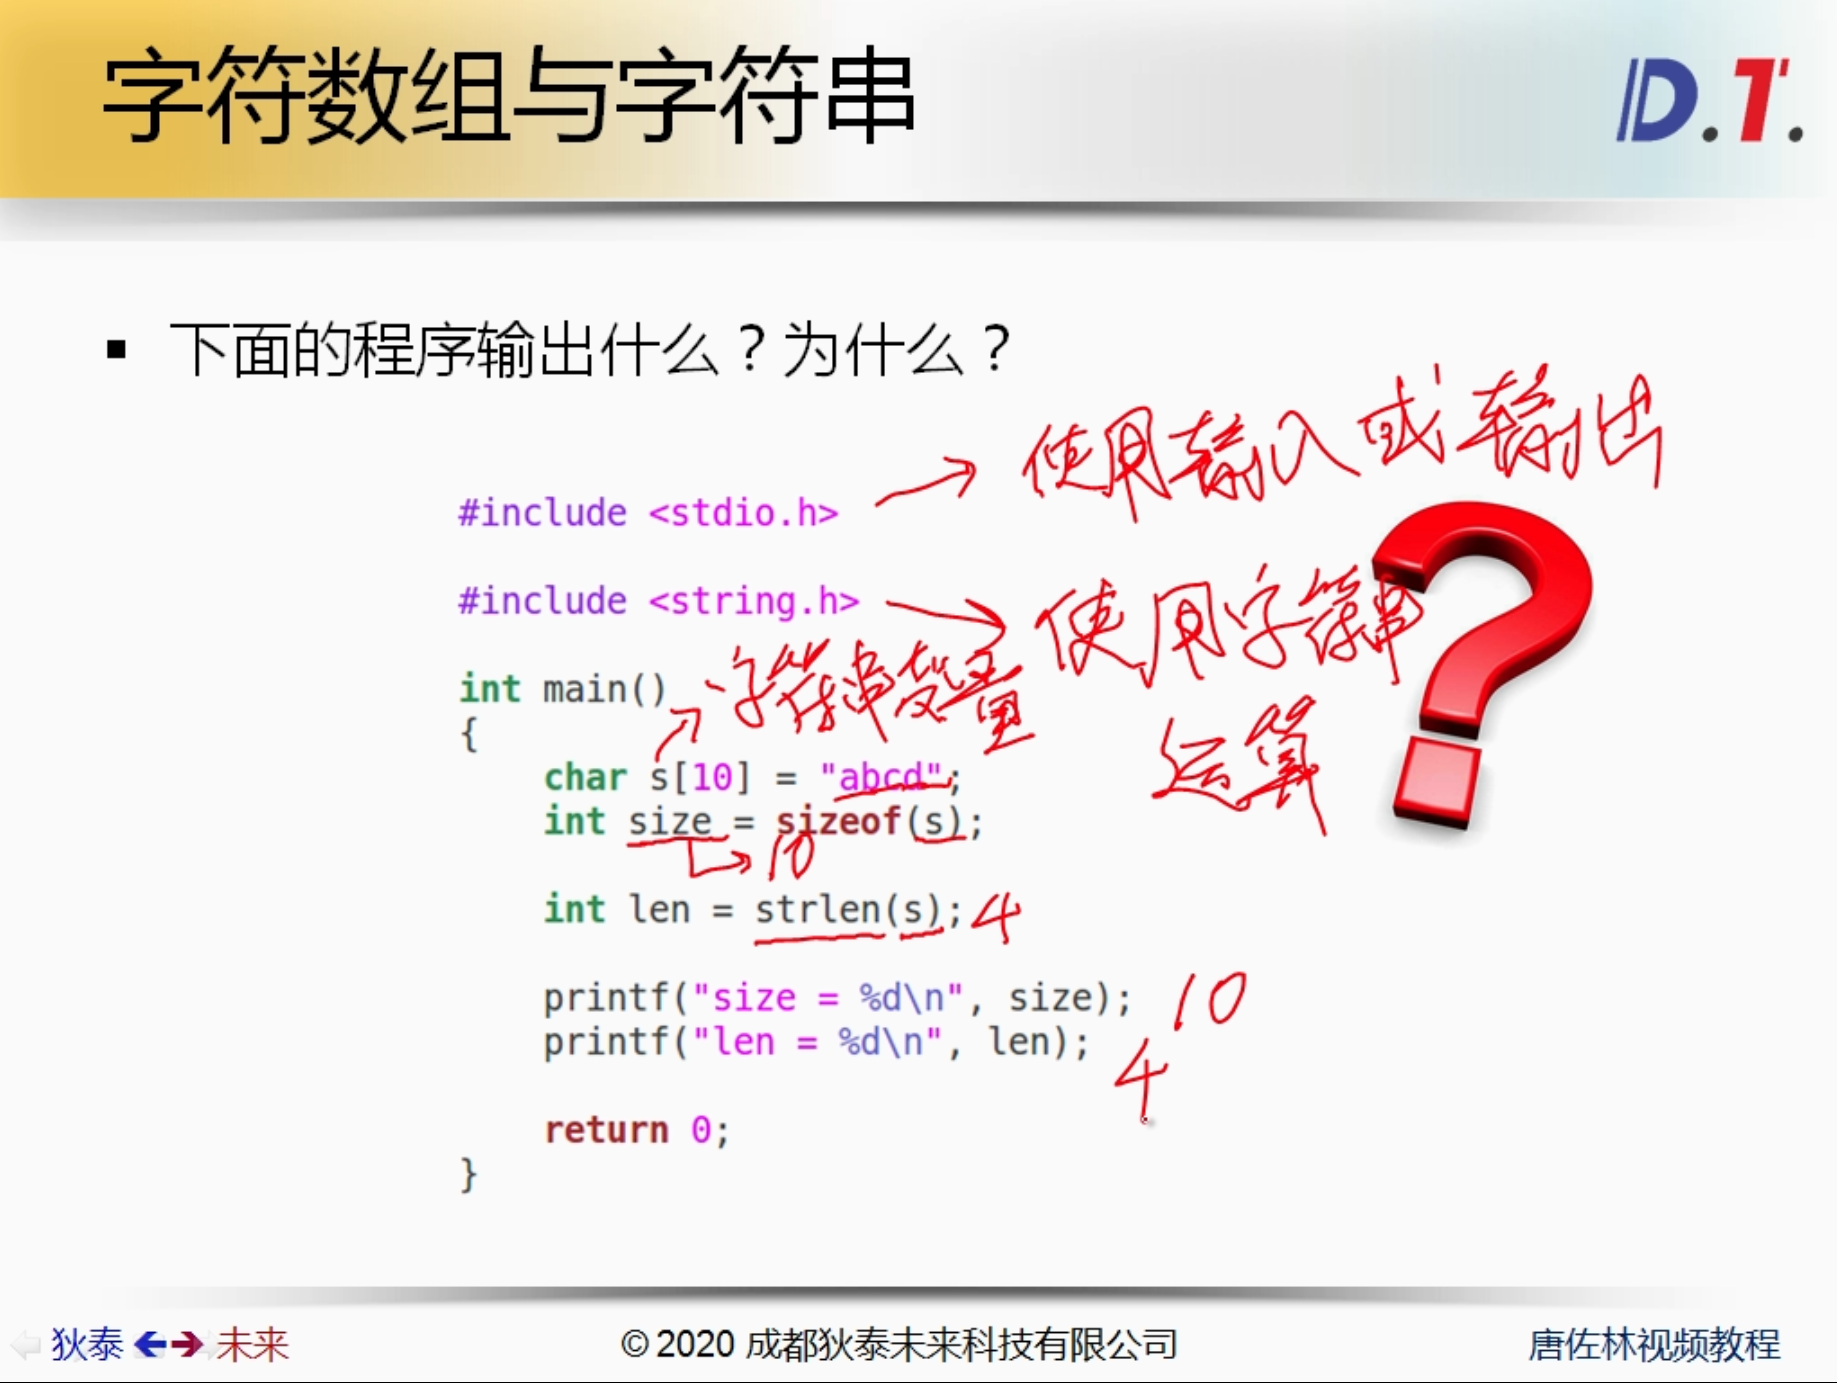 字符数组与字符串
D.T.
▪ 下面的程序输出什么？为什么？
使用输入或输出
#include <stdio.h>
#include <string.h>
使用字符串
运算
字符串变量
int main()
{
char s[10] = "abcd";
int size = sizeof(s);
10
int len = strlen(s); 4
printf("size = %d\n", size); 10
printf("len = %d\n", len); 4
return 0;
}
狄泰 未来
© 2020 成都狄泰未来科技有限公司
唐佐林视频教程